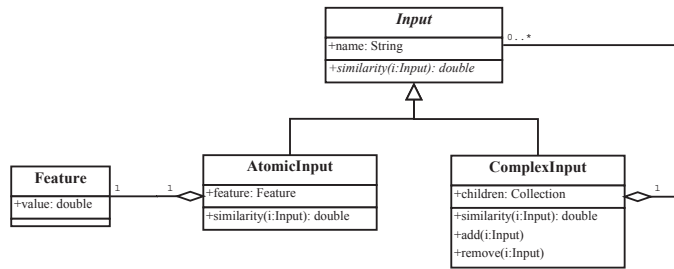 Input
+name: String
0..*
+similarity(i:Input): double
Feature
+value: double
1
1
AtomicInput
+feature: Feature
+similarity(i:Input): double
ComplexInput
+children: Collection
1
+similarity(i:Input): double
+add(i:Input)
+remove(i:Input)